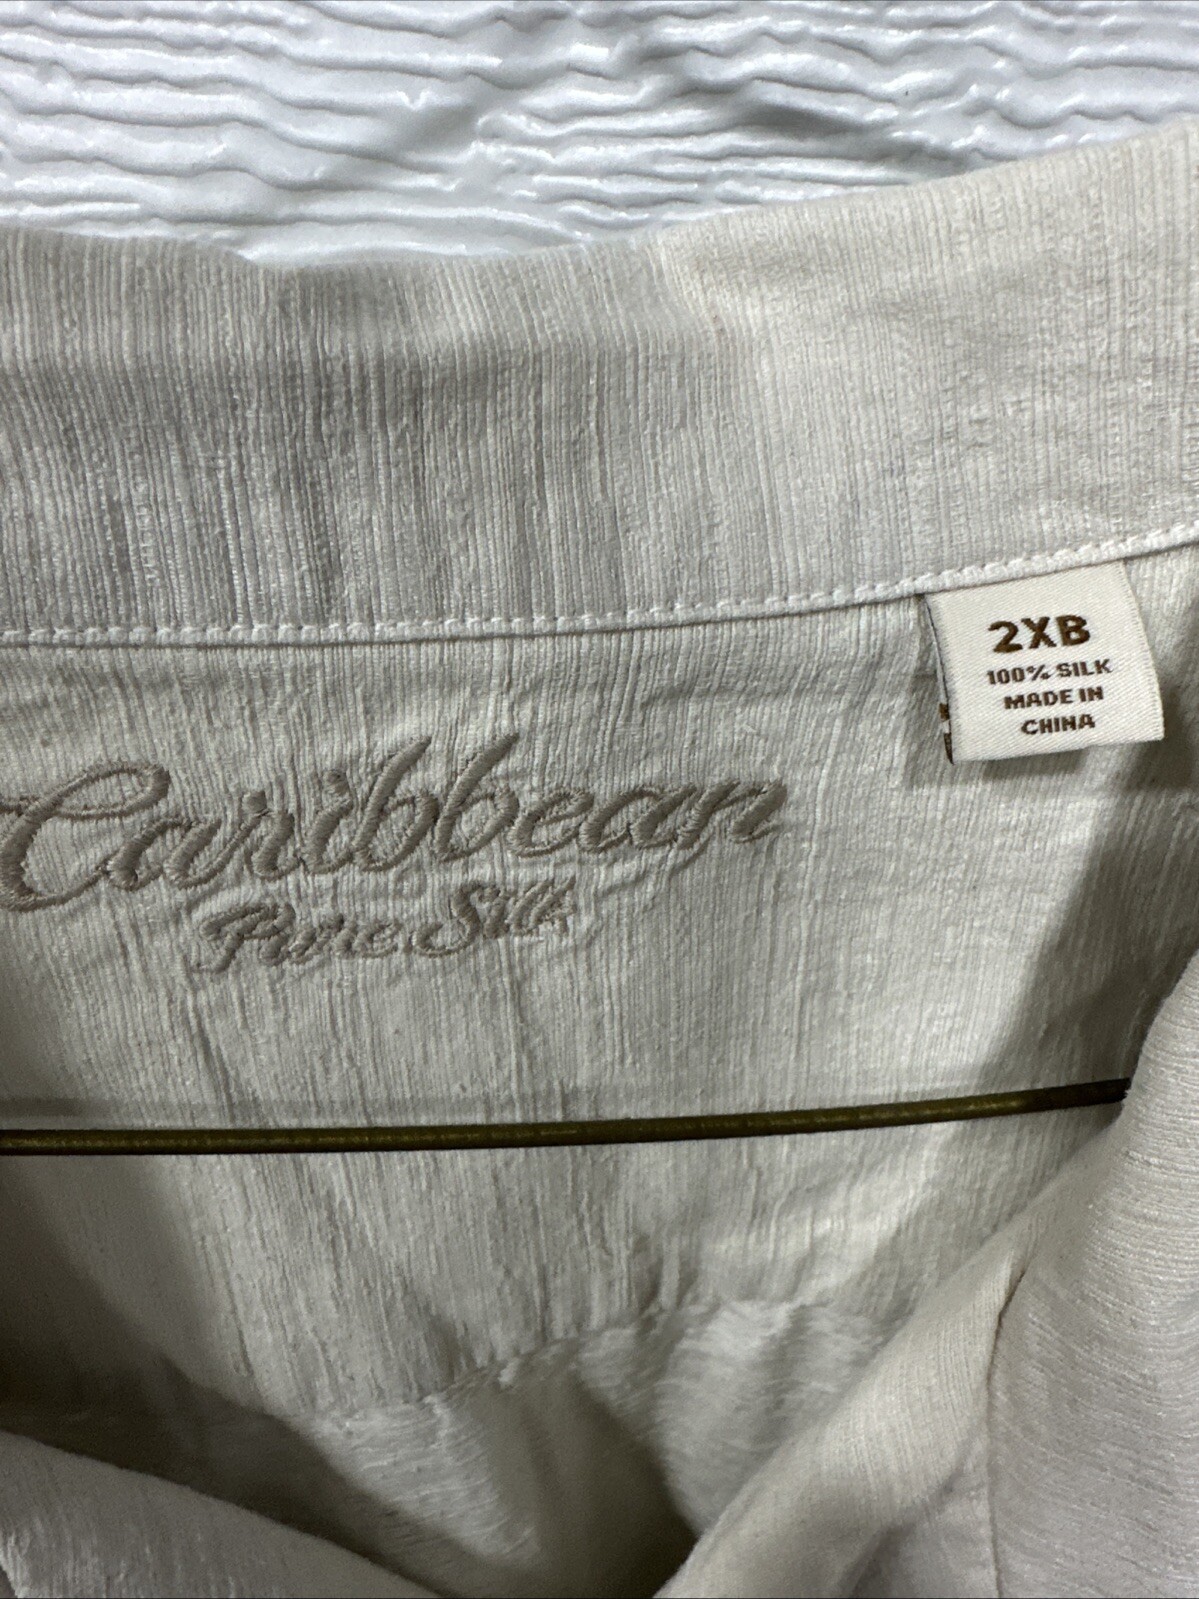 2XB
100% SILK
MADE IN
CHINA
Caribbean
Pure Silk